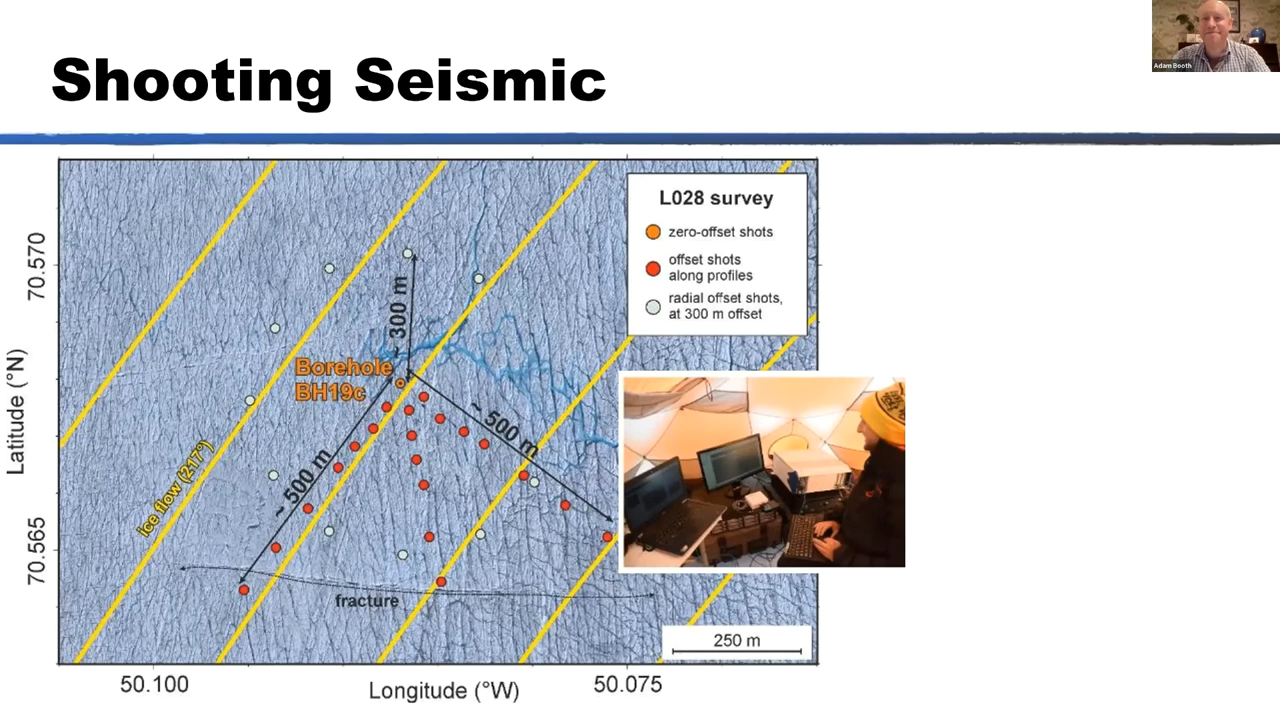 Adam Booth
Shooting Seismic
L028 survey
zero-offset shots
offset shots
along profiles
radial offset shots,
at 300 m offset
70.570
70.565
Latitude (°N)
~ 300 m
Borehole
BH19c
~ 500 m
~ 500 m
ice flow (217°)
fracture
250 m
50.100
Longitude (°W)
50.075